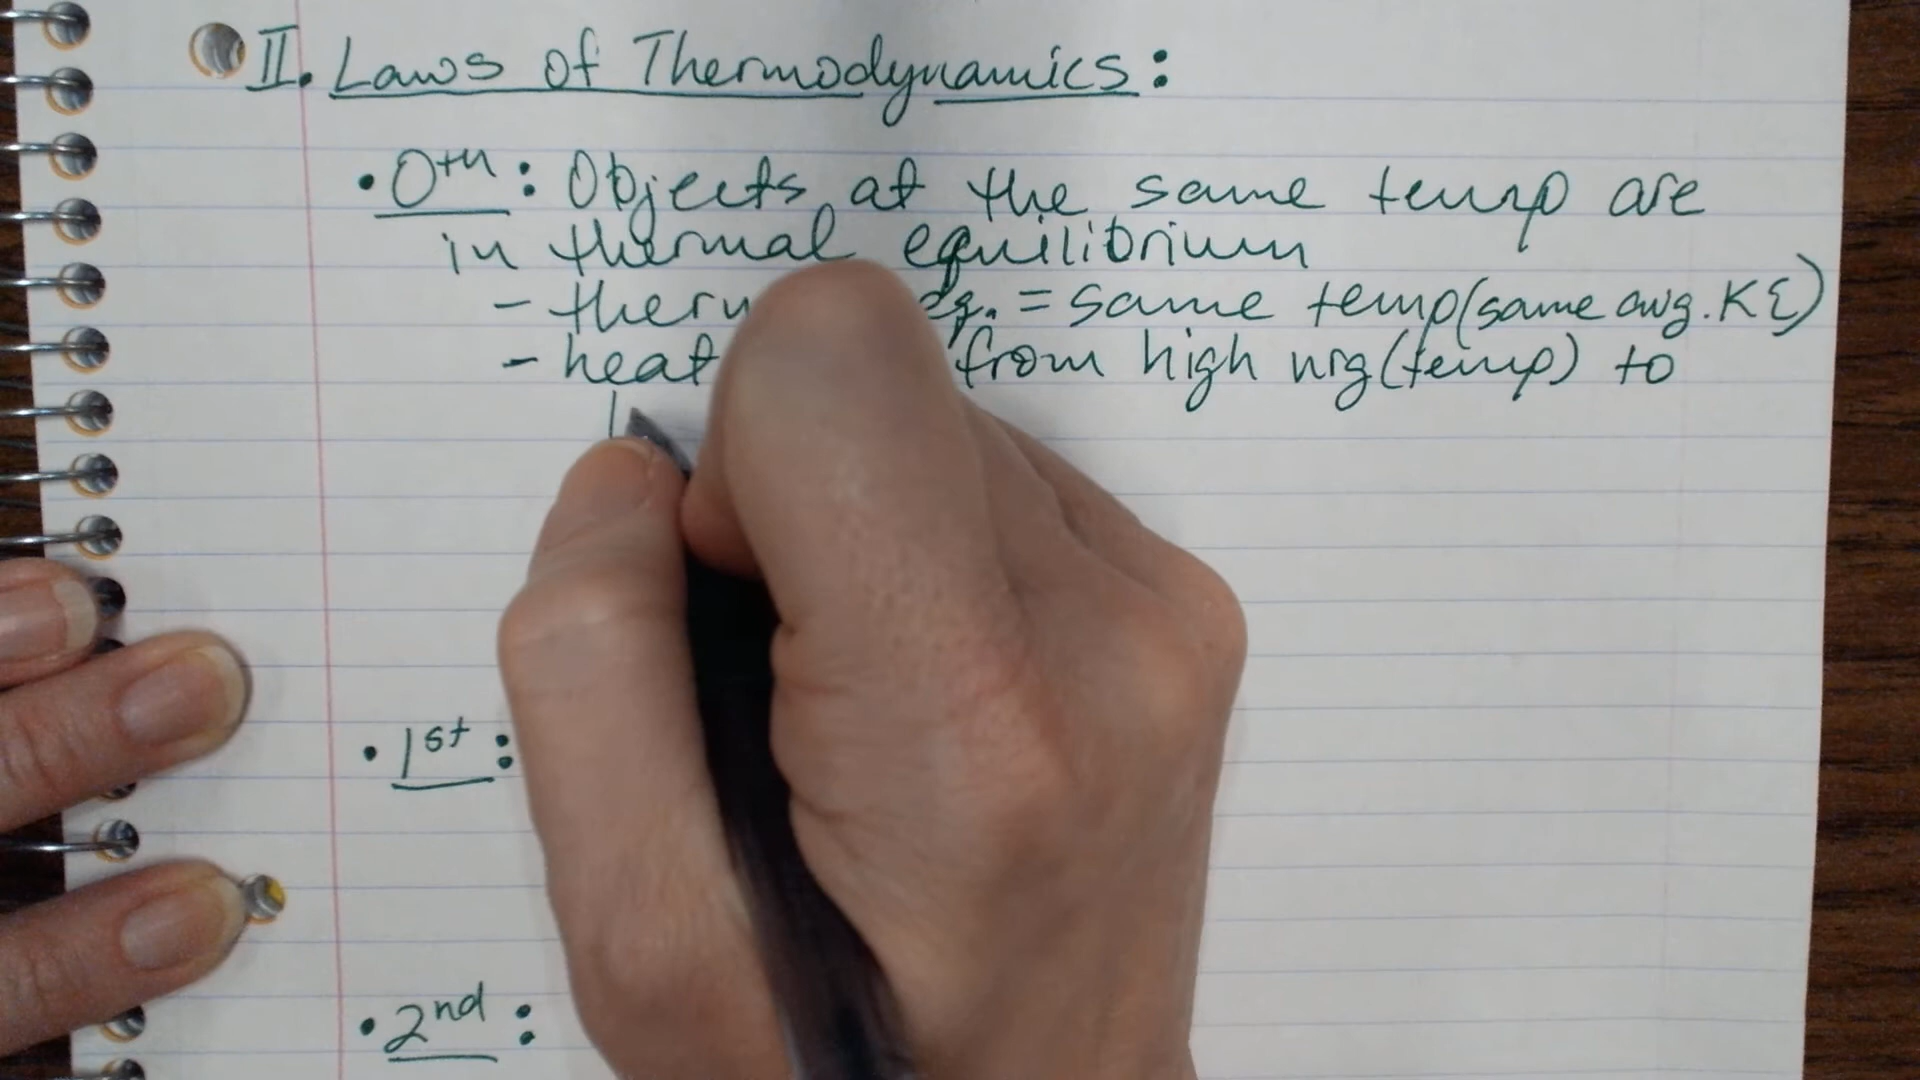 II. Laws of Thermodynamics:
• 0th: Objects at the same temp are
in thermal equilibrium
- eq. = same temp (same avg. KE)
- heat from high nrg (temp) to
• 1st:
• 2nd: